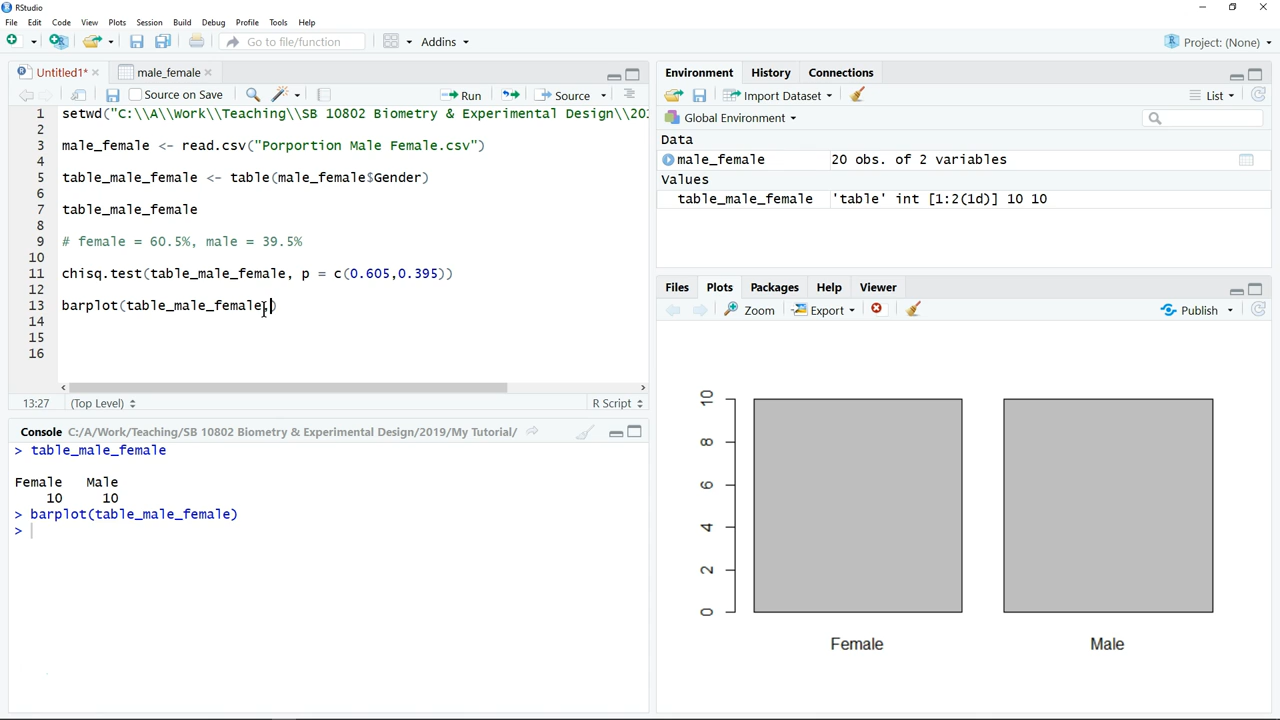 RStudio
File Edit Code View Plots Session Build Debug Profile Tools Help
Go to file/function Addins Project: (None)
Untitled1* male_female
Source on Save Run Source
1 setwd("C:\\A\\Work\\Teaching\\SB 10802 Biometry & Experimental Design\\201
2
3 male_female <- read.csv("Porportion Male Female.csv")
4
5 table_male_female <- table(male_female$Gender)
6
7 table_male_female
8
9 # female = 60.5%, male = 39.5%
10
11 chisq.test(table_male_female, p = c(0.605,0.395))
12
13 barplot(table_male_female,)
14
15
16
13:27 (Top Level) R Script
Console C:/A/Work/Teaching/SB 10802 Biometry & Experimental Design/2019/My Tutorial/
> table_male_female
Female Male
10 10
> barplot(table_male_female)
>
Environment History Connections
Import Dataset List
Global Environment
Data
male_female 20 obs. of 2 variables
Values
table_male_female 'table' int [1:2(1d)] 10 10
Files Plots Packages Help Viewer
Zoom Export Publish
10
8
6
4
2
0
Female Male